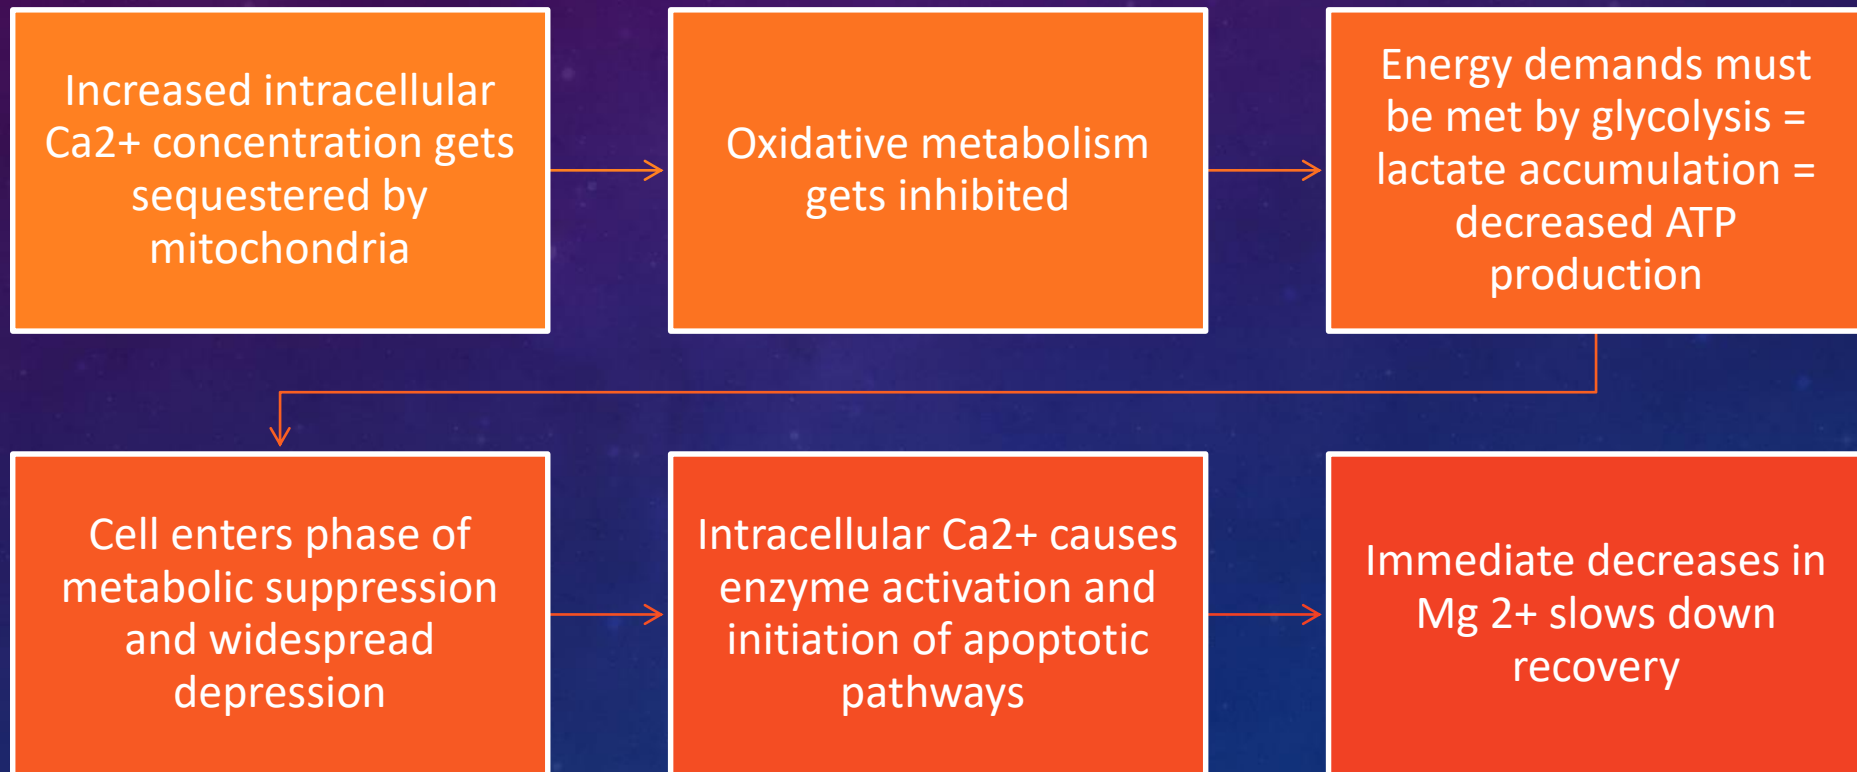 Increased intracellular
Ca2+ concentration gets
sequestered by
mitochondria
Oxidative metabolism
gets inhibited
Energy demands must
be met by glycolysis =
lactate accumulation =
decreased ATP
production
Cell enters phase of
metabolic suppression
and widespread
depression
Intracellular Ca2+ causes
enzyme activation and
initiation of apoptotic
pathways
Immediate decreases in
Mg 2+ slows down
recovery